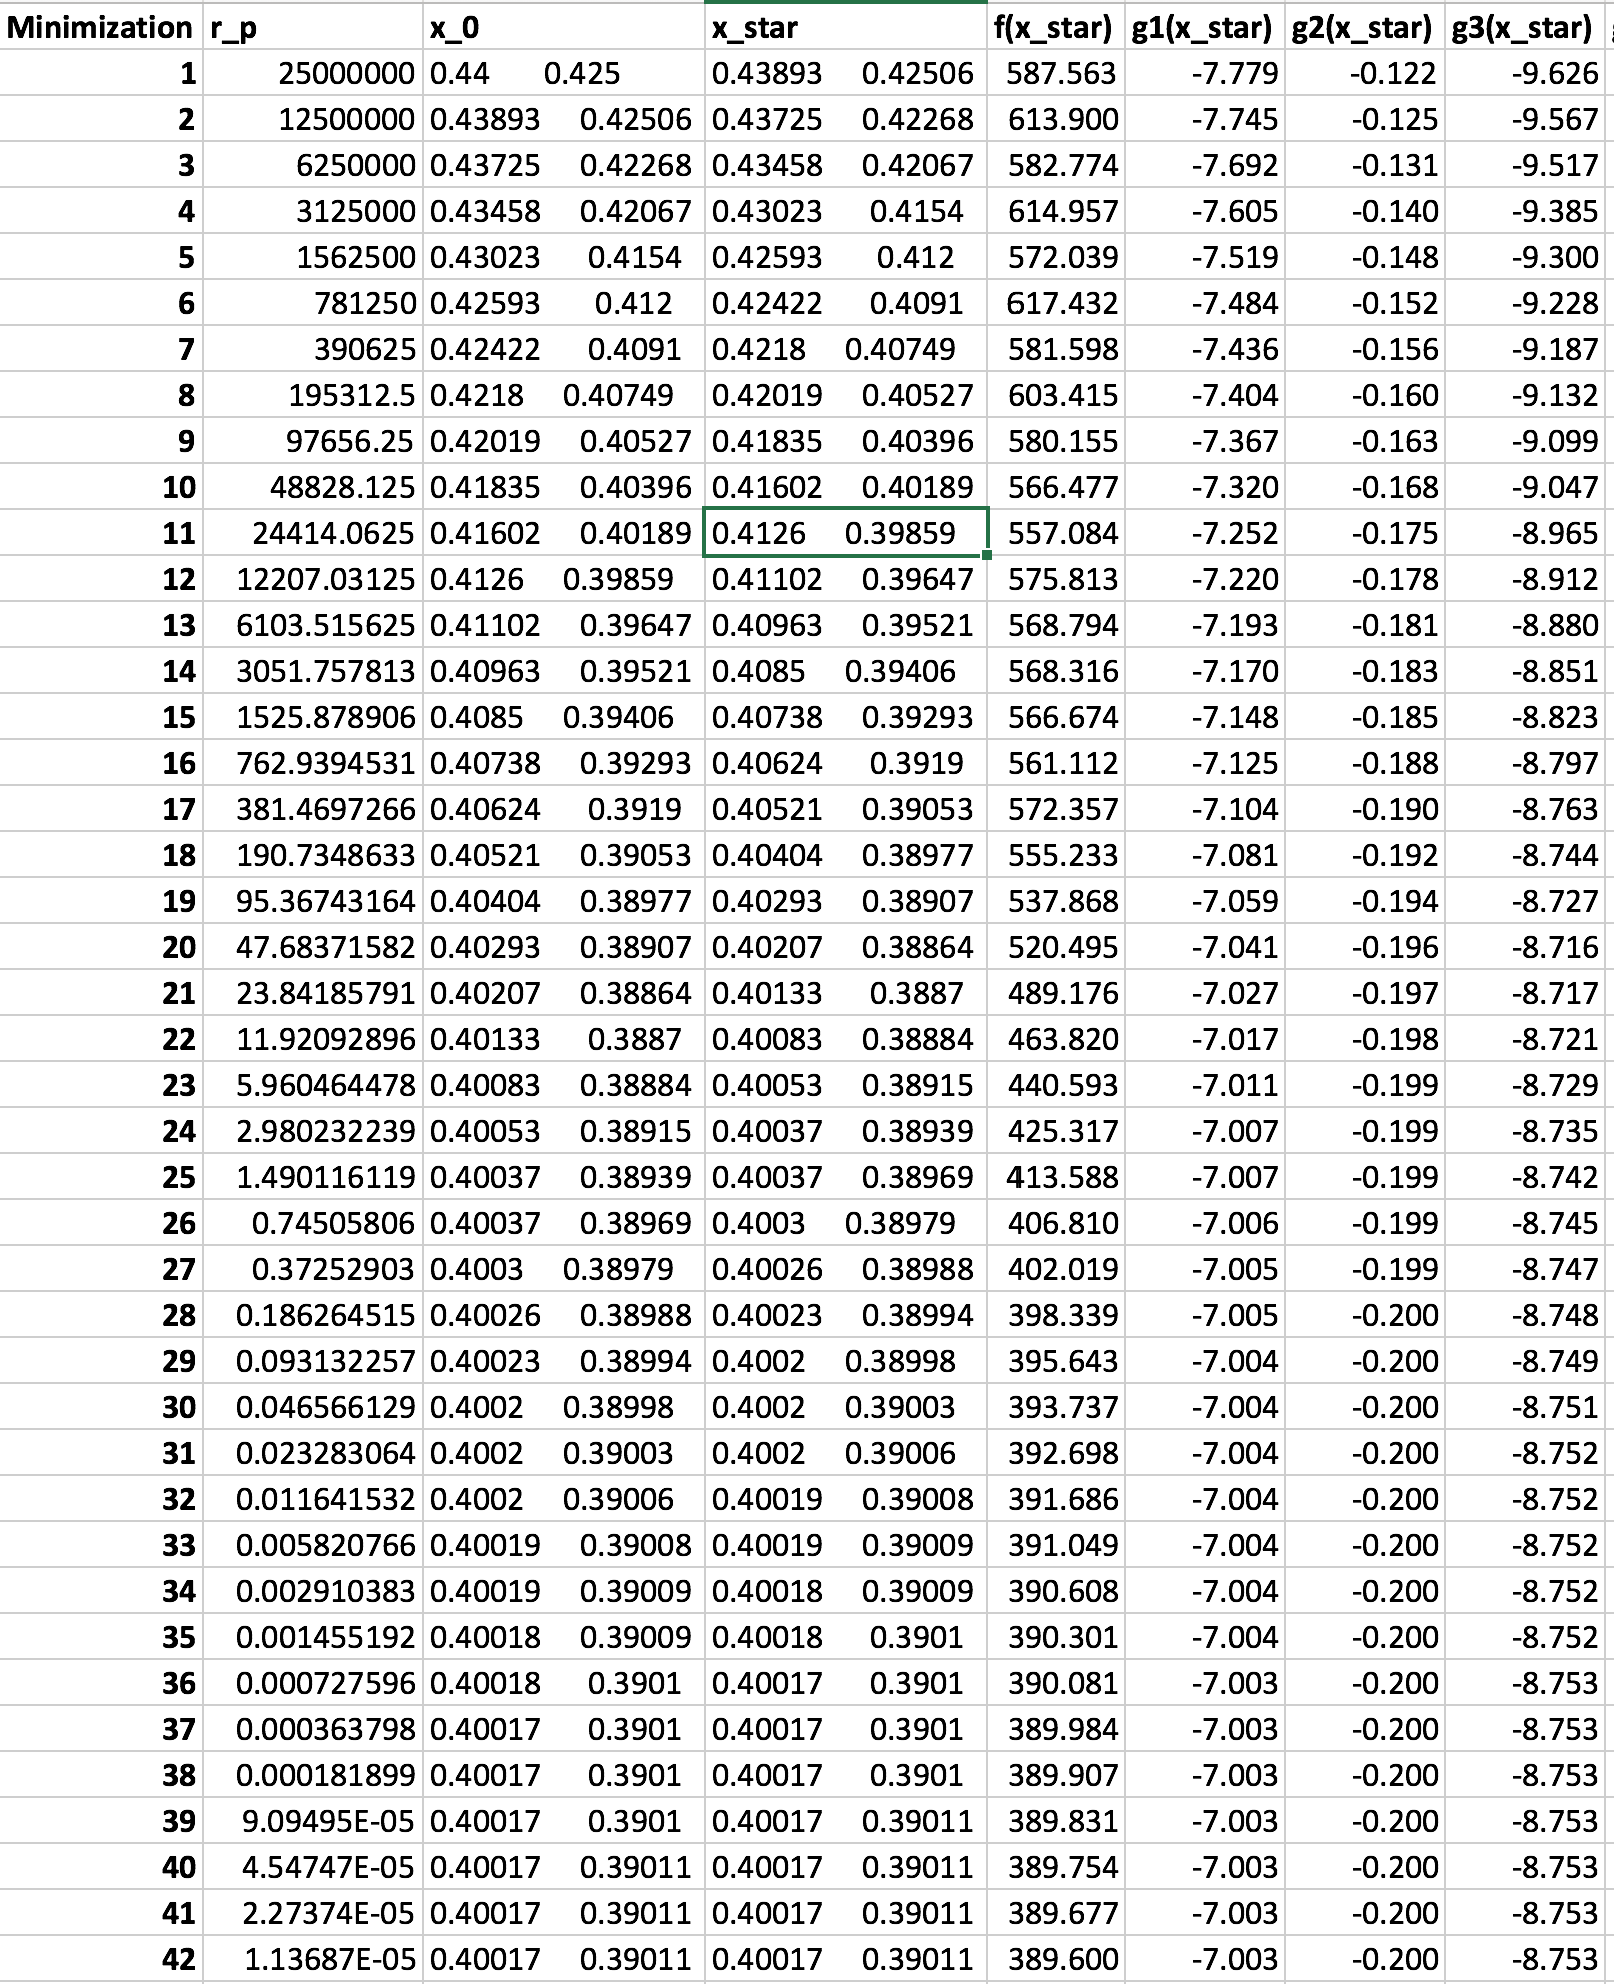 Minimization r_p x_0 x_star f(x_star) g1(x_star) g2(x_star) g3(x_star)
1 25000000 0.44 0.425 0.43893 0.42506 587.563 -7.779 -0.122 -9.626
2 12500000 0.43893 0.42506 0.43725 0.42268 613.900 -7.745 -0.125 -9.567
3 6250000 0.43725 0.42268 0.43458 0.42067 582.774 -7.692 -0.131 -9.517
4 3125000 0.43458 0.42067 0.43023 0.4154 614.957 -7.605 -0.140 -9.385
5 1562500 0.43023 0.4154 0.42593 0.412 572.039 -7.519 -0.148 -9.300
6 781250 0.42593 0.412 0.42422 0.4091 617.432 -7.484 -0.152 -9.228
7 390625 0.42422 0.4091 0.4218 0.40749 581.598 -7.436 -0.156 -9.187
8 195312.5 0.4218 0.40749 0.42019 0.40527 603.415 -7.404 -0.160 -9.132
9 97656.25 0.42019 0.40527 0.41835 0.40396 580.155 -7.367 -0.163 -9.099
10 48828.125 0.41835 0.40396 0.41602 0.40189 566.477 -7.320 -0.168 -9.047
11 24414.0625 0.41602 0.40189 0.4126 0.39859 557.084 -7.252 -0.175 -8.965
12 12207.03125 0.4126 0.39859 0.41102 0.39647 575.813 -7.220 -0.178 -8.912
13 6103.515625 0.41102 0.39647 0.40963 0.39521 568.794 -7.193 -0.181 -8.880
14 3051.757813 0.40963 0.39521 0.4085 0.39406 568.316 -7.170 -0.183 -8.851
15 1525.878906 0.4085 0.39406 0.40738 0.39293 566.674 -7.148 -0.185 -8.823
16 762.9394531 0.40738 0.39293 0.40624 0.3919 561.112 -7.125 -0.188 -8.797
17 381.4697266 0.40624 0.3919 0.40521 0.39053 572.357 -7.104 -0.190 -8.763
18 190.7348633 0.40521 0.39053 0.40404 0.38977 555.233 -7.081 -0.192 -8.744
19 95.36743164 0.40404 0.38977 0.40293 0.38907 537.868 -7.059 -0.194 -8.727
20 47.68371582 0.40293 0.38907 0.40207 0.38864 520.495 -7.041 -0.196 -8.716
21 23.84185791 0.40207 0.38864 0.40133 0.3887 489.176 -7.027 -0.197 -8.717
22 11.92092896 0.40133 0.3887 0.40083 0.38884 463.820 -7.017 -0.198 -8.721
23 5.960464478 0.40083 0.38884 0.40053 0.38915 440.593 -7.011 -0.199 -8.729
24 2.980232239 0.40053 0.38915 0.40037 0.38939 425.317 -7.007 -0.199 -8.735
25 1.490116119 0.40037 0.38939 0.40037 0.38969 413.588 -7.007 -0.199 -8.742
26 0.74505806 0.40037 0.38969 0.4003 0.38979 406.810 -7.006 -0.199 -8.745
27 0.37252903 0.4003 0.38979 0.40026 0.38988 402.019 -7.005 -0.199 -8.747
28 0.186264515 0.40026 0.38988 0.40023 0.38994 398.339 -7.005 -0.200 -8.748
29 0.093132257 0.40023 0.38994 0.4002 0.38998 395.643 -7.004 -0.200 -8.749
30 0.046566129 0.4002 0.38998 0.4002 0.39003 393.737 -7.004 -0.200 -8.751
31 0.023283064 0.4002 0.39003 0.4002 0.39006 392.698 -7.004 -0.200 -8.752
32 0.011641532 0.4002 0.39006 0.40019 0.39008 391.686 -7.004 -0.200 -8.752
33 0.005820766 0.40019 0.39008 0.40019 0.39009 391.049 -7.004 -0.200 -8.752
34 0.002910383 0.40019 0.39009 0.40018 0.39009 390.608 -7.004 -0.200 -8.752
35 0.001455192 0.40018 0.39009 0.40018 0.3901 390.301 -7.004 -0.200 -8.752
36 0.000727596 0.40018 0.3901 0.40017 0.3901 390.081 -7.003 -0.200 -8.753
37 0.000363798 0.40017 0.3901 0.40017 0.3901 389.984 -7.003 -0.200 -8.753
38 0.000181899 0.40017 0.3901 0.40017 0.3901 389.907 -7.003 -0.200 -8.753
39 9.09495E-05 0.40017 0.3901 0.40017 0.39011 389.831 -7.003 -0.200 -8.753
40 4.54747E-05 0.40017 0.39011 0.40017 0.39011 389.754 -7.003 -0.200 -8.753
41 2.27374E-05 0.40017 0.39011 0.40017 0.39011 389.677 -7.003 -0.200 -8.753
42 1.13687E-05 0.40017 0.39011 0.40017 0.39011 389.600 -7.003 -0.200 -8.753